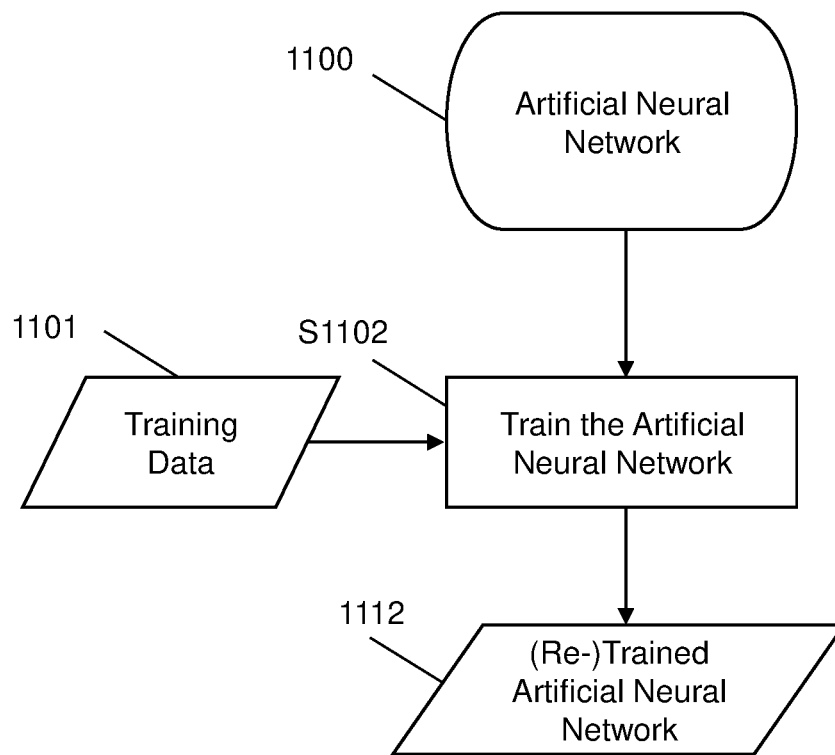 1100
Artificial Neural
Network
1101
S1102
Training
Data
Train the Artificial
Neural Network
1112
(Re-)Trained
Artificial Neural
Network